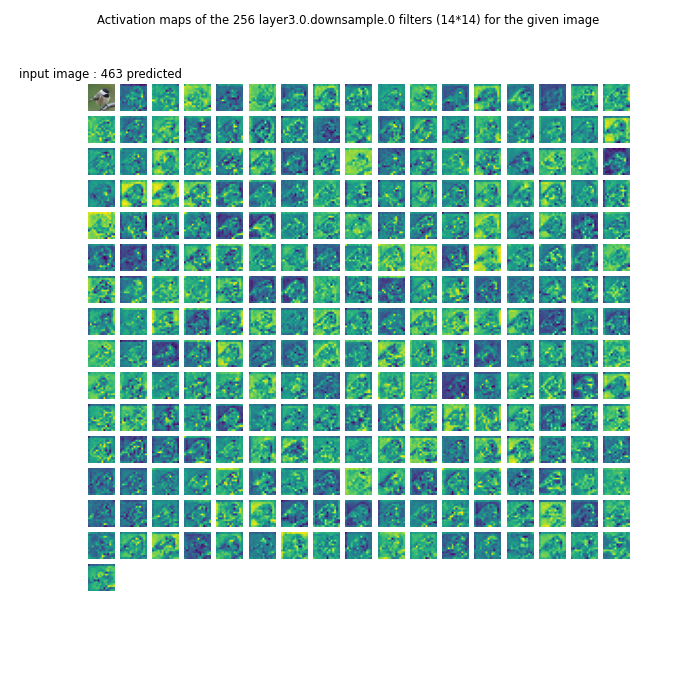 Activation maps of the 256 layer3.0.downsample.0 filters (14*14) for the given image
input image : 463 predicted